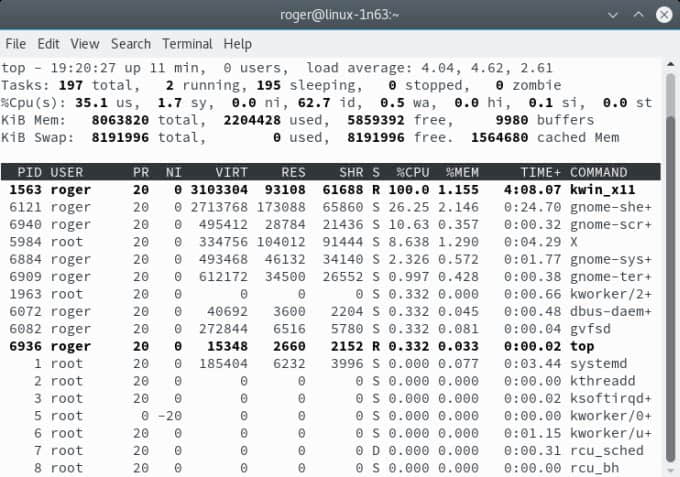 roger@linux-1n63:~
File Edit View Search Terminal Help
top - 19:20:27 up 11 min,  0 users,  load average: 4.04, 4.62, 2.61
Tasks: 197 total,   2 running, 195 sleeping,   0 stopped,   0 zombie
%Cpu(s): 35.1 us,  1.7 sy,  0.0 ni, 62.7 id,  0.5 wa,  0.0 hi,  0.1 si,  0.0 st
KiB Mem:   8063820 total,  2204428 used,  5859392 free,     9980 buffers
KiB Swap:  8191996 total,        0 used,  8191996 free.  1564680 cached Mem
PID USER PR NI VIRT RES SHR S %CPU %MEM TIME+ COMMAND
1563 roger 20 0 3103304 93108 61688 R 100.0 1.155 4:08.07 kwin_x11
6121 roger 20 0 2713768 173088 65860 S 26.25 2.146 0:24.70 gnome-she+
6940 roger 20 0 495412 28784 21436 S 10.63 0.357 0:00.32 gnome-scr+
5984 root 20 0 334756 104012 91444 S 8.638 1.290 0:04.29 X
6884 roger 20 0 493468 46132 34140 S 2.326 0.572 0:01.77 gnome-sys+
6909 roger 20 0 612172 34500 26552 S 0.997 0.428 0:00.38 gnome-ter+
1963 root 20 0 0 0 0 S 0.332 0.000 0:00.66 kworker/2+
6072 roger 20 0 40692 3600 2204 S 0.332 0.045 0:00.48 dbus-daem+
6082 roger 20 0 272844 6516 5780 S 0.332 0.081 0:00.04 gvfsd
6936 roger 20 0 15348 2660 2152 R 0.332 0.033 0:00.02 top
1 root 20 0 185404 6232 3996 S 0.000 0.077 0:03.44 systemd
2 root 20 0 0 0 0 S 0.000 0.000 0:00.00 kthreadd
3 root 20 0 0 0 0 S 0.000 0.000 0:00.02 ksoftirqd+
5 root 0 -20 0 0 0 S 0.000 0.000 0:00.00 kworker/0+
6 root 20 0 0 0 0 S 0.000 0.000 0:01.15 kworker/u+
7 root 20 0 0 0 0 D 0.000 0.000 0:00.31 rcu_sched
8 root 20 0 0 0 0 S 0.000 0.000 0:00.00 rcu_bh